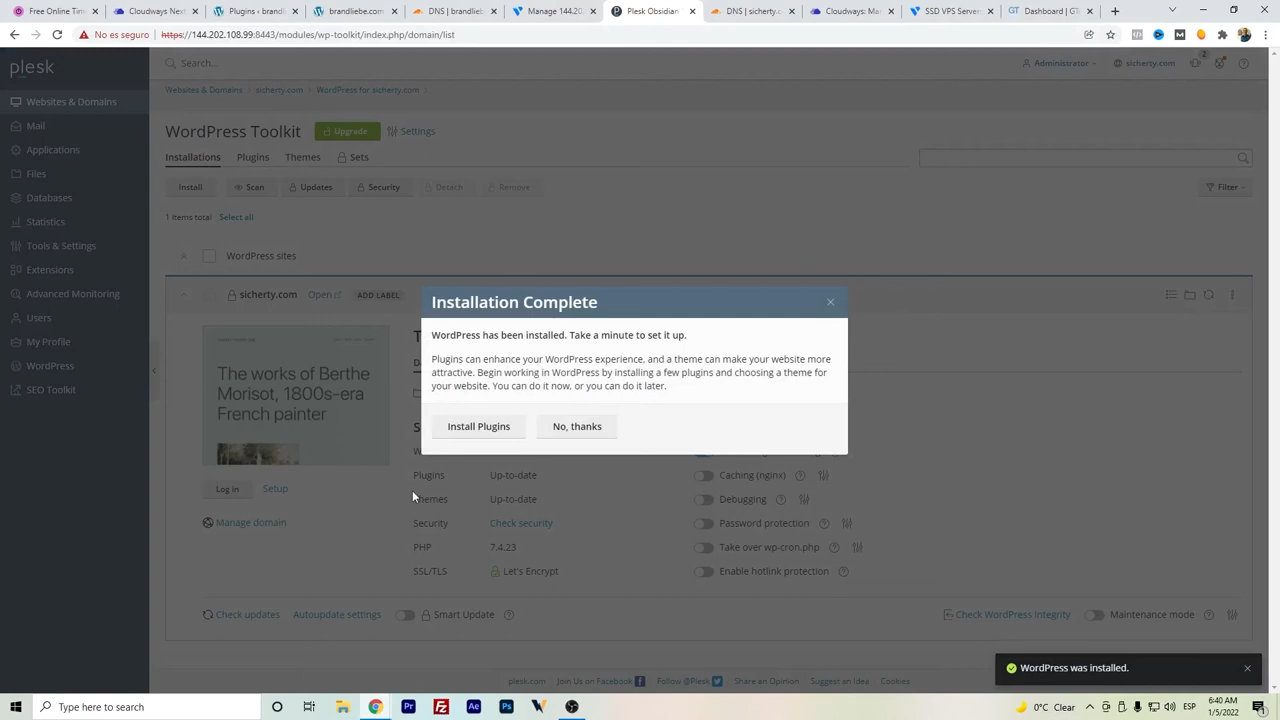 Free Online Tim
Cloudways Next
Plugins ‹ brandli
brandliebe.com
DNS | brandlieb
Manage 144.20
Plesk Obsidian
DNS | sicherty.c
Cloudways: Ma
SSD VPS Server
Dashboard | GT
No es seguro
https://144.202.108.99:8443/modules/wp-toolkit/index.php/domain/list
plesk
Search...
Administrator
sicherty.com
2
Websites & Domains
Mail
Applications
Files
Databases
Statistics
Tools & Settings
Extensions
Advanced Monitoring
Users
My Profile
WordPress
SEO Toolkit
Websites & Domains › sicherty.com › WordPress for sicherty.com ›
WordPress Toolkit
Upgrade
Settings
Installations
Plugins
Themes
Sets
Install
Scan
Updates
Security
Detach
Remove
Filter
1 items total
Select all
WordPress sites
sicherty.com
Open
ADD LABEL
The works of Berthe
Morisot, 1800s-era
French painter
Log in
Setup
Manage domain
Installation Complete
WordPress has been installed. Take a minute to set it up.
Plugins can enhance your WordPress experience, and a theme can make your website more
attractive. Begin working in WordPress by installing a few plugins and choosing a theme for
your website. You can do it now, or you can do it later.
Install Plugins
No, thanks
Plugins
Up-to-date
Caching (nginx)
Themes
Up-to-date
Debugging
Security
Check security
Password protection
PHP
7.4.23
Take over wp-cron.php
SSL/TLS
Let's Encrypt
Enable hotlink protection
Check updates
Autoupdate settings
Smart Update
Check WordPress integrity
Maintenance mode
WordPress was installed.
plesk.com
Join Us on Facebook
Follow @Plesk
Share an Opinion
Suggest an Idea
Cookies
Type here to search
0°C Clear
ESP
6:40 AM
1/5/2022